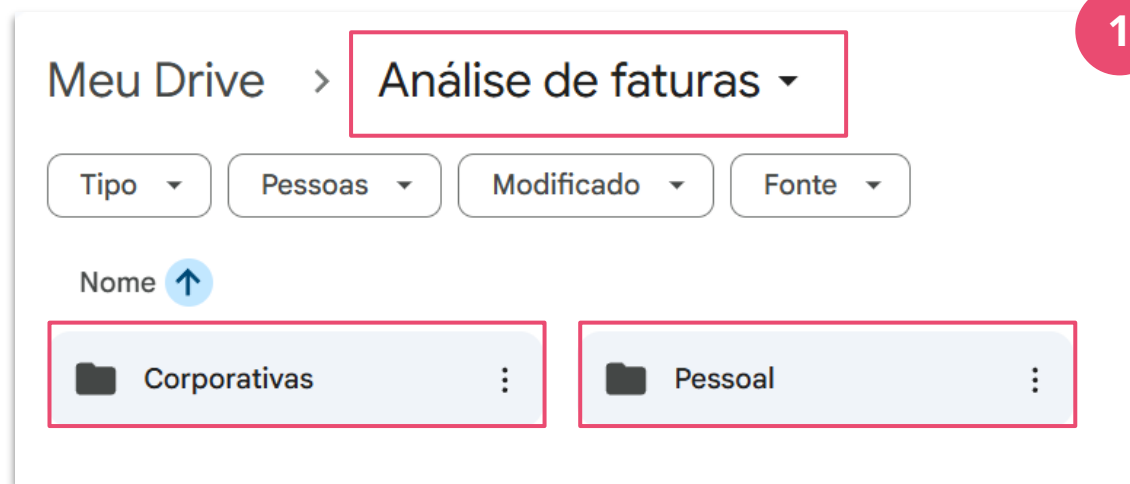 1
Meu Drive > Análise de faturas
Tipo Pessoas Modificado Fonte
Nome
Corporativas Pessoal